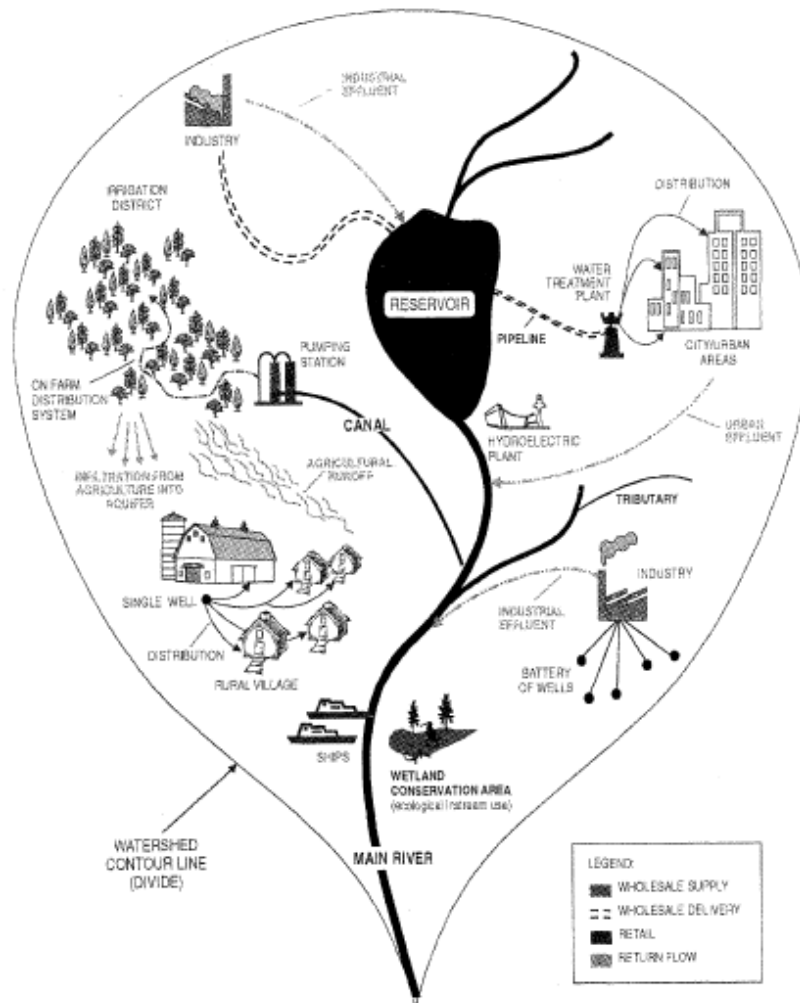 INDUSTRIAL
EFFLUENT
INDUSTRY
IRRIGATION
DISTRICT
DISTRIBUTION
WATER
TREATMENT
PLANT
RESERVOIR
PIPELINE
CITY/URBAN
AREAS
PUMPING
STATION
ON FARM
DISTRIBUTION
SYSTEM
CANAL
HYDROELECTRIC
PLANT
URBAN
EFFLUENT
INFILTRATION FROM
AGRICULTURE INTO
AQUIFER
AGRICULTURAL
RUNOFF
TRIBUTARY
INDUSTRY
SINGLE WELL
INDUSTRIAL
EFFLUENT
DISTRIBUTION
RURAL VILLAGE
BATTERY
OF WELLS
SHIPS
WETLAND
CONSERVATION AREA
(ecological instream use)
WATERSHED
CONTOUR LINE
(DIVIDE)
MAIN RIVER
LEGEND:
WHOLESALE SUPPLY
WHOLESALE DELIVERY
RETAIL
RETURN FLOW